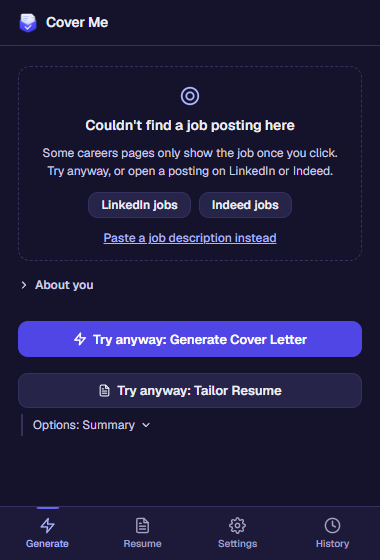 Cover Me
Couldn't find a job posting here
Some careers pages only show the job once you click.
Try anyway, or open a posting on LinkedIn or Indeed.
LinkedIn jobs
Indeed jobs
Paste a job description instead
About you
Try anyway: Generate Cover Letter
Try anyway: Tailor Resume
Options: Summary
Generate
Resume
Settings
History